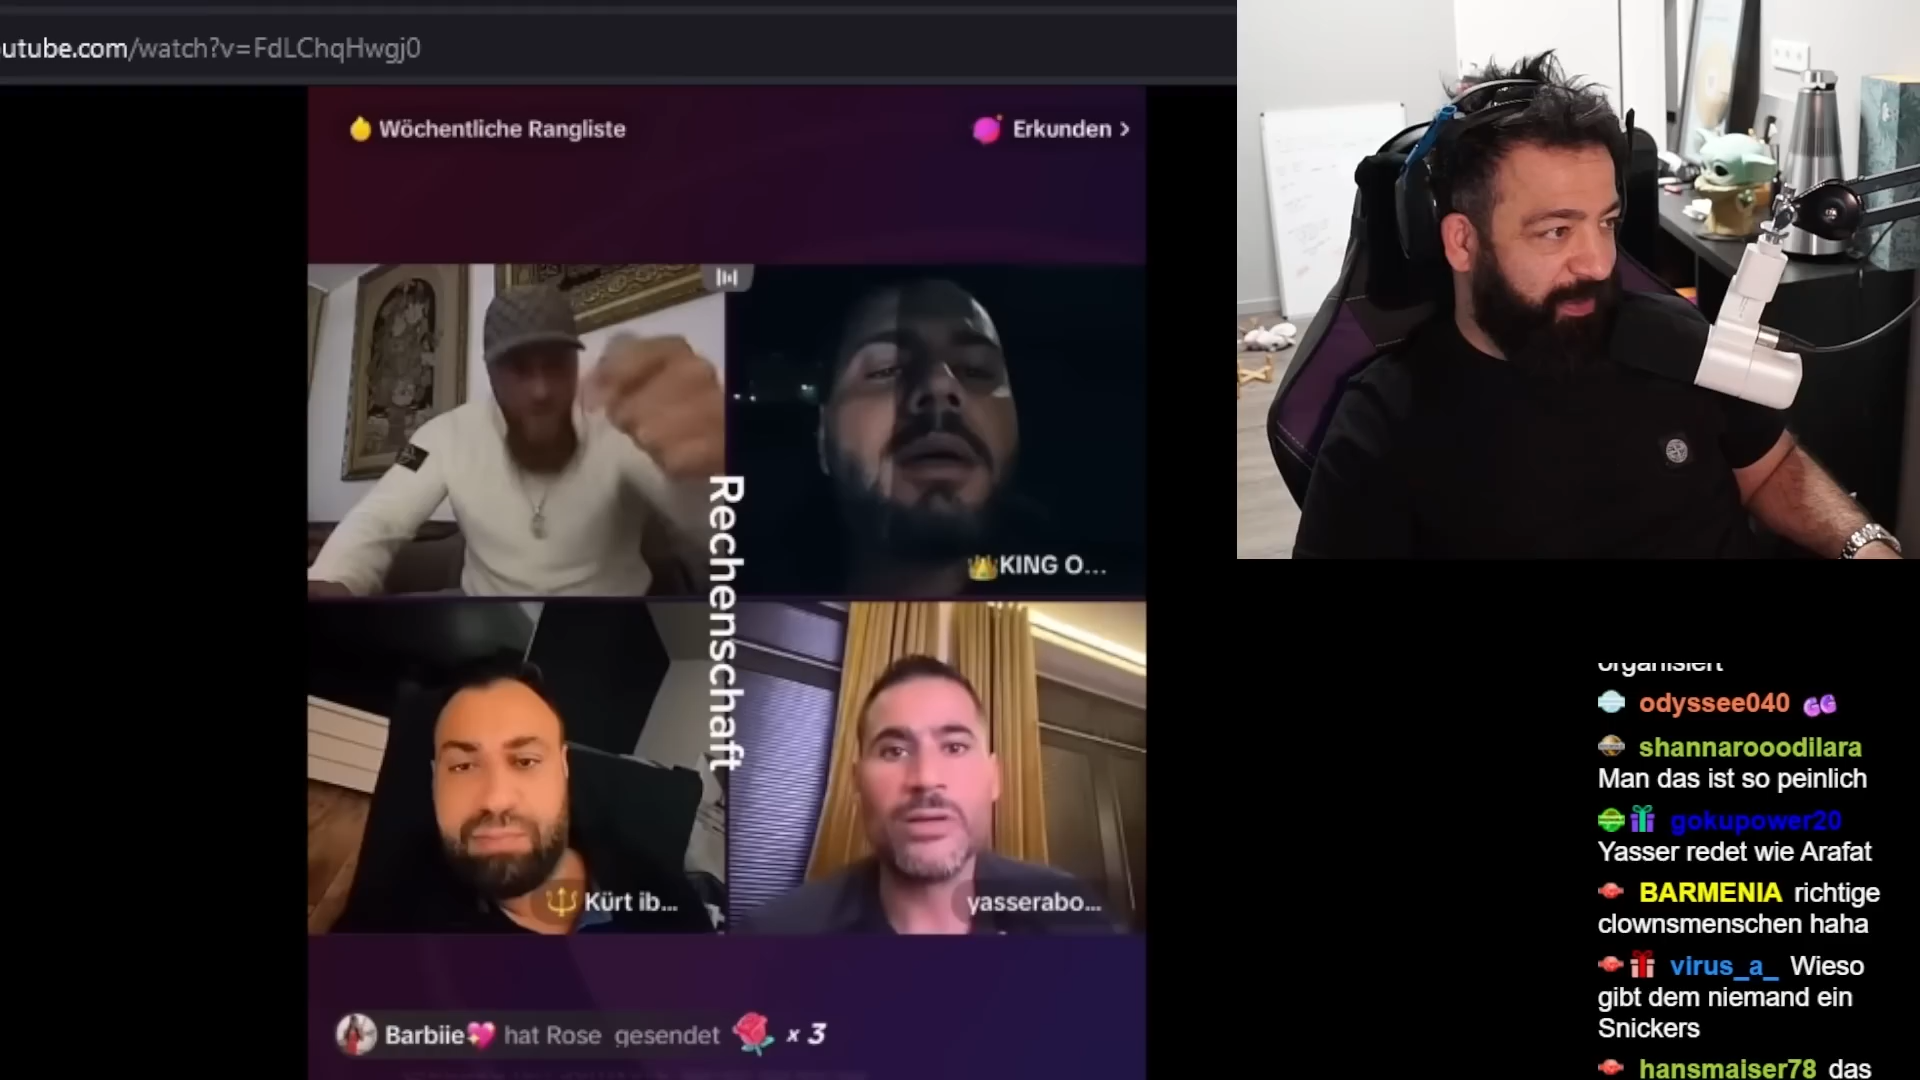 utube.com/watch?v=FdLChqHwgj0
Wöchentliche Rangliste
Erkunden >
KING O...
Rechenschaft
Kürt ib...
yasserabo...
Barbiie hat Rose gesendet x 3
organisiert
odyssee040
shannarooodilara
Man das ist so peinlich
gokupower20
Yasser redet wie Arafat
BARMENIA richtige
clownsmenschen haha
virus_a_ Wieso
gibt dem niemand ein
Snickers
hansmaiser78 das